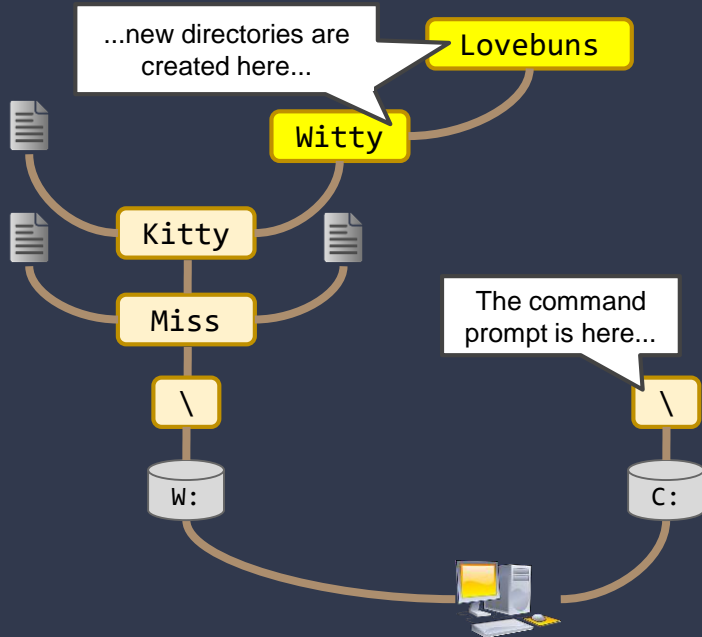 ...new directories are
created here...
Lovebuns
Witty
Kitty
Miss
The command
prompt is here...
\
\
W:
C: